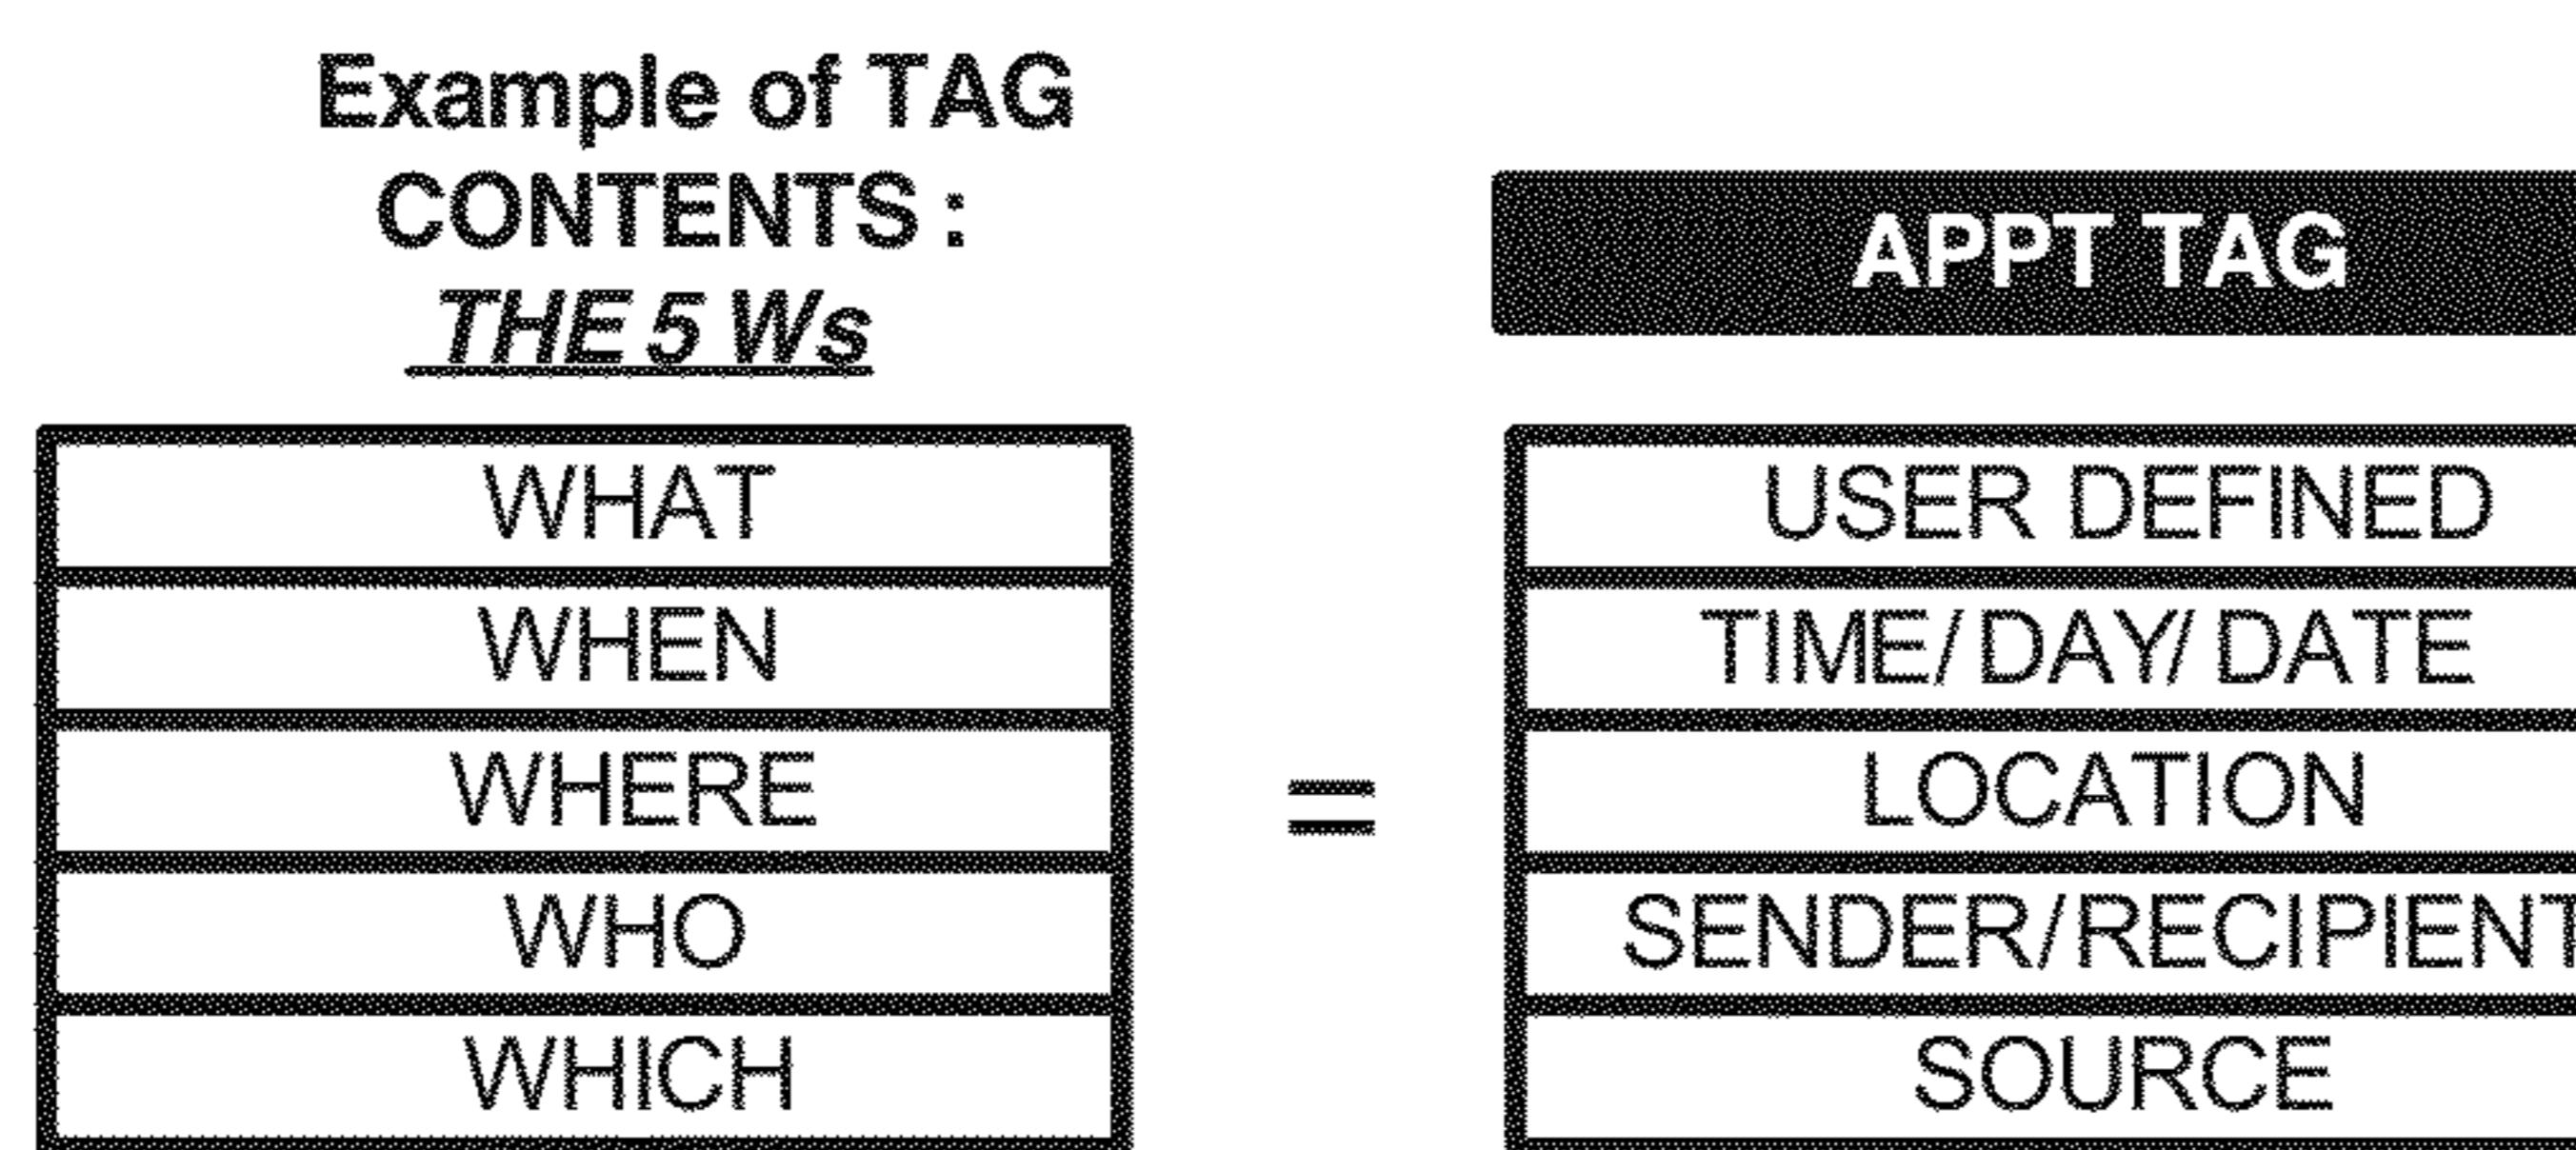 Example of TAG
CONTENTS :
THE 5 Ws
APPT TAG
WHAT
USER DEFINED
WHEN
TIME/DAY/DATE
WHERE
=
LOCATION
WHO
SENDER/RECIPIENT
WHICH
SOURCE